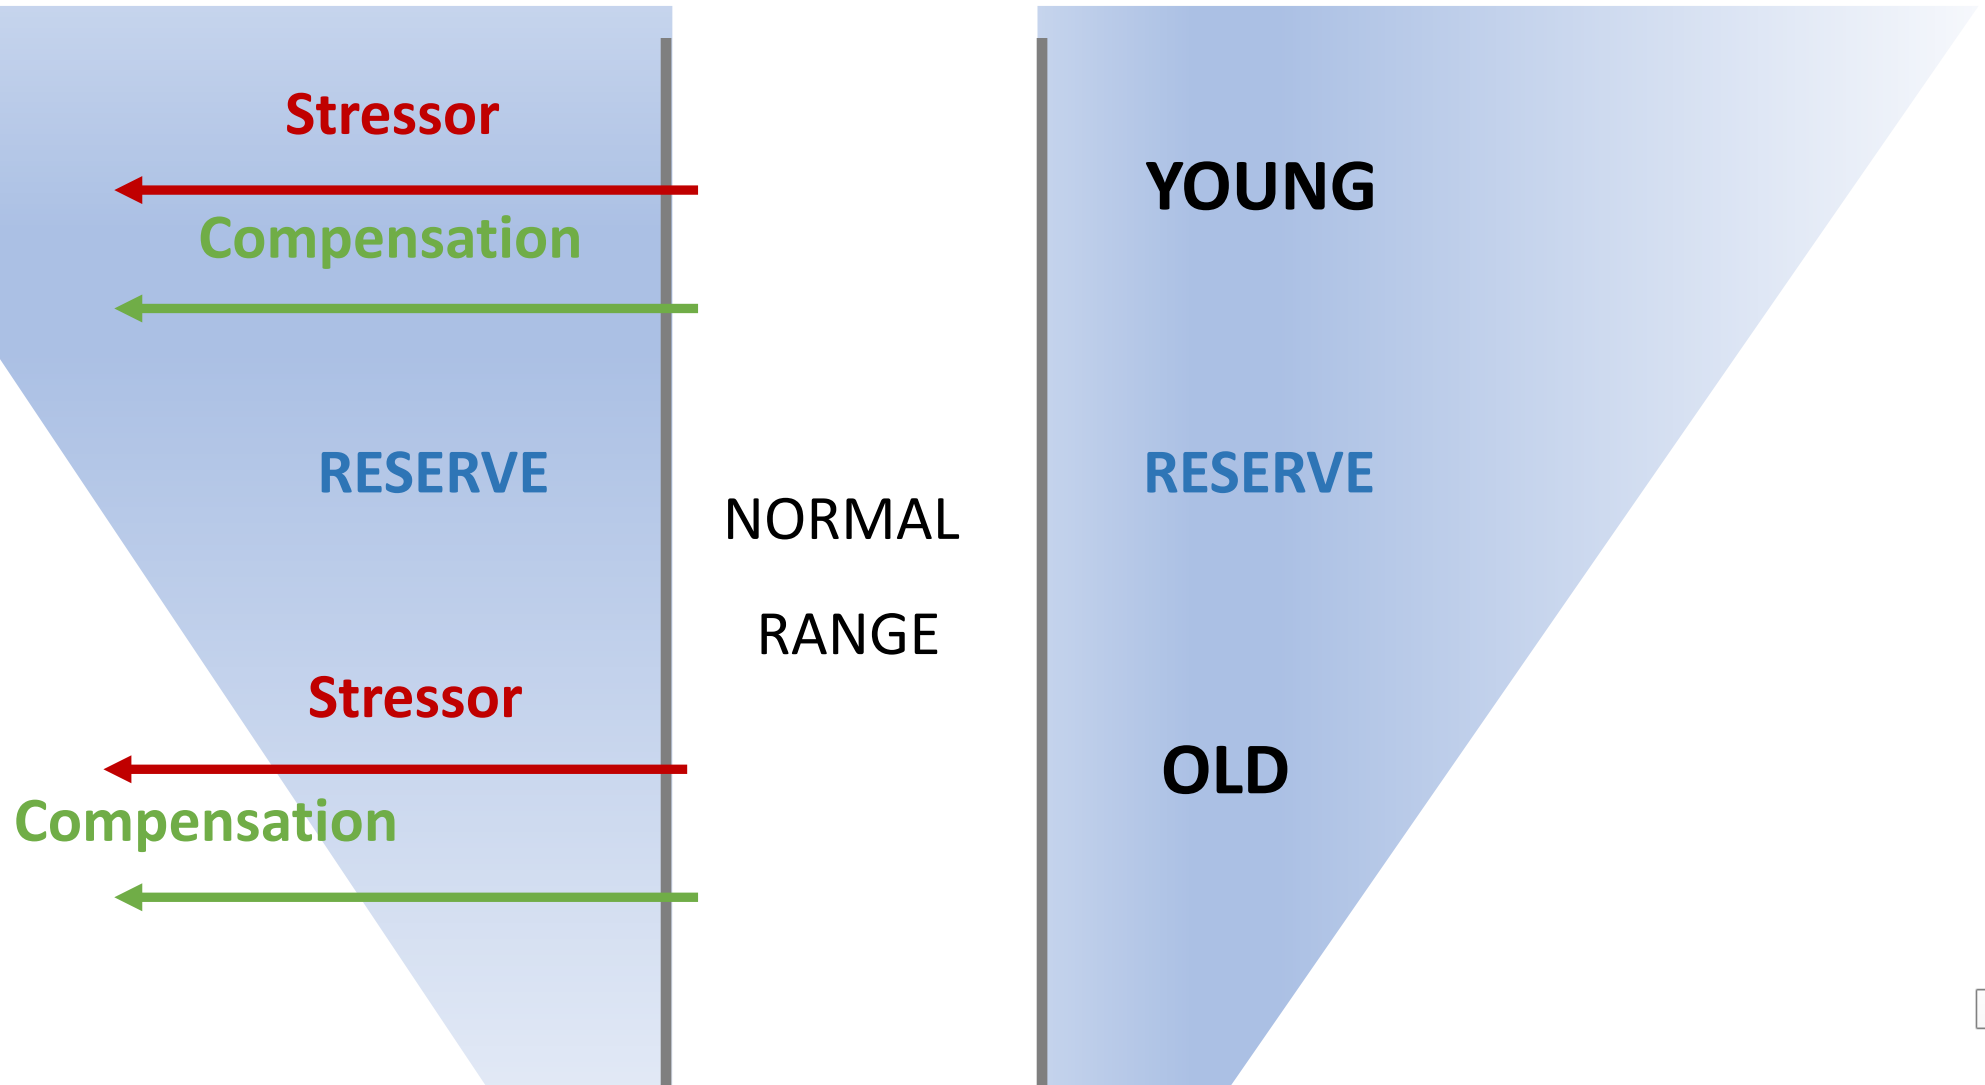 Stressor
Compensation
YOUNG
RESERVE
RESERVE
NORMAL
RANGE
Stressor
OLD
Compensation